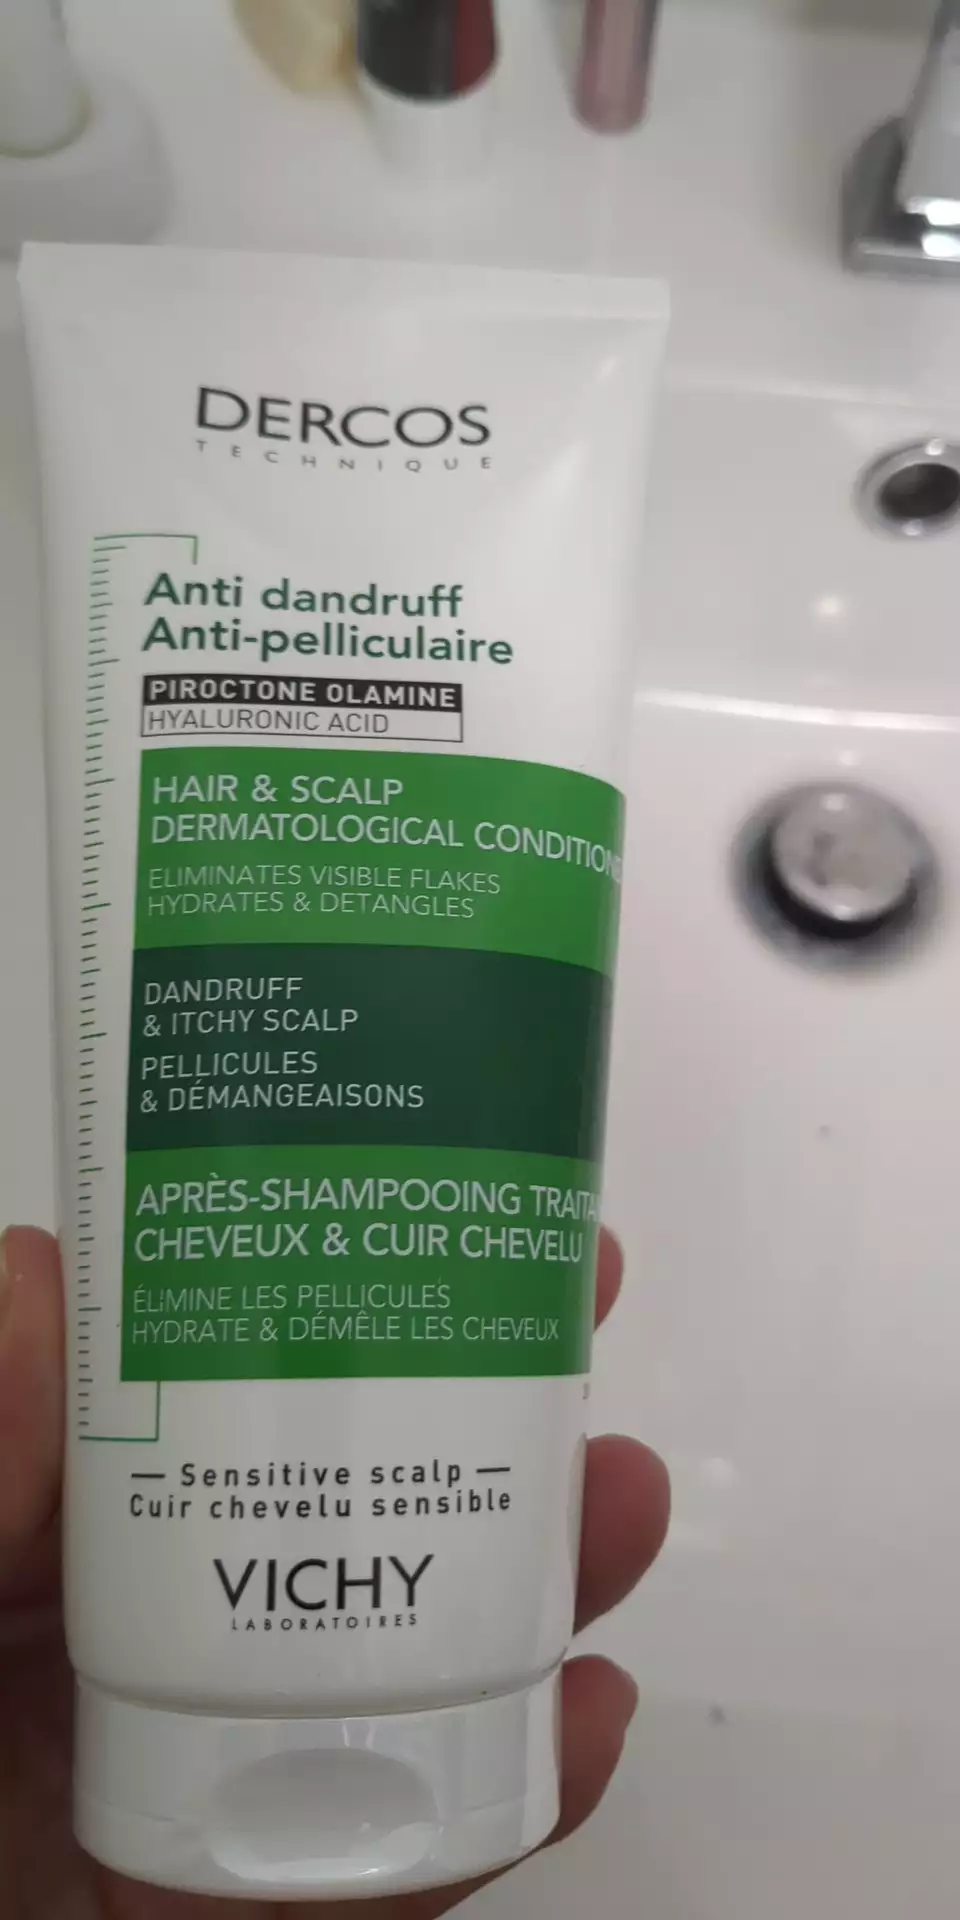 DERCOS
TECHNIQUE
Anti dandruff
Anti-pelliculaire
PIROCTONE OLAMINE
HYALURONIC ACID
HAIR & SCALP
DERMATOLOGICAL CONDITIONE
ELIMINATES VISIBLE FLAKES
HYDRATES & DETANGLES
DANDRUFF
& ITCHY SCALP
PELLICULES
& DÉMANGEAISONS
APRÈS-SHAMPOOING TRAITA
CHEVEUX & CUIR CHEVELU
ÉLIMINE LES PELLICULES
HYDRATE & DÉMÊLE LES CHEVEUX
— Sensitive scalp —
Cuir chevelu sensible
VICHY
LABORATOIRES